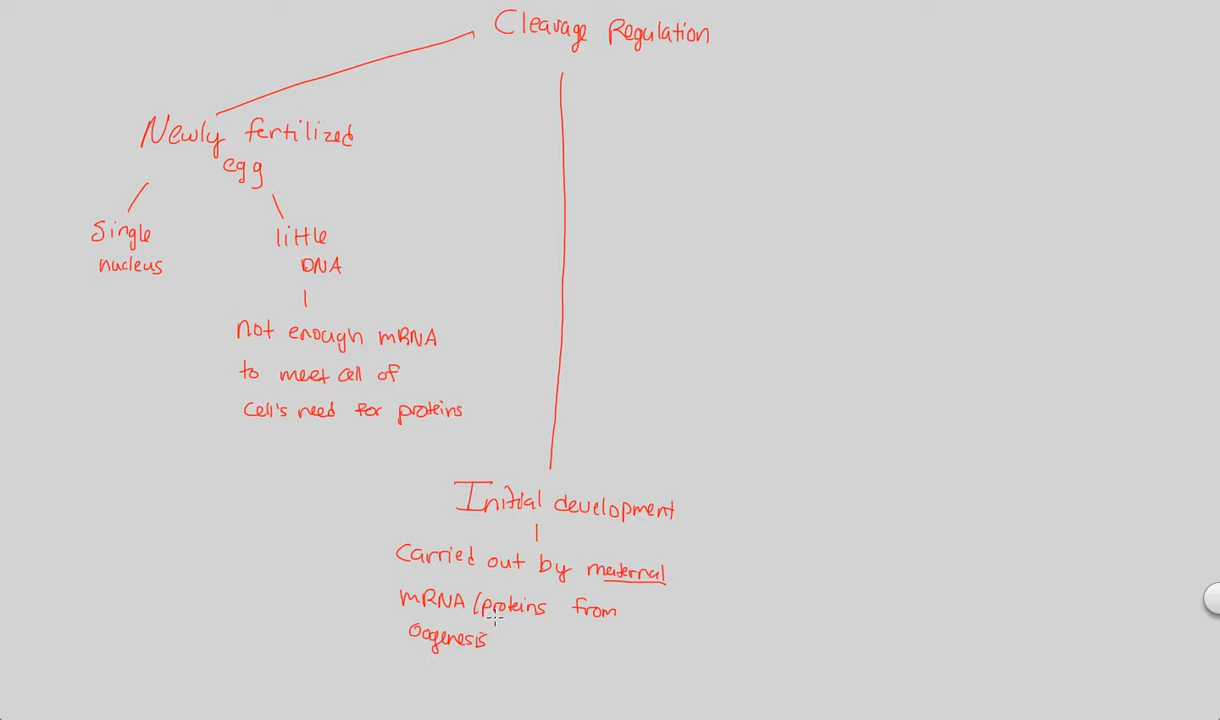 Cleavage Regulation
Newly fertilized
egg
Single
nucleus
little
DNA
not enough mRNA
to meet cell of
cell's need for proteins
Initial development
Carried out by maternal
mRNA/proteins from
Oogenesis